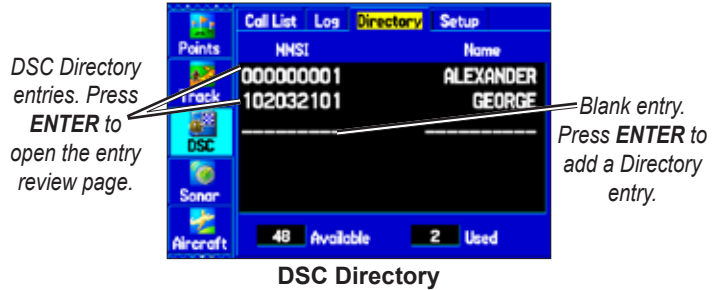 Call List Log Directory Setup
Points
Track
DSC
Sonar
Aircraft
MMSI Name
000000001 ALEXANDER
102032101 GEORGE
_________ _________
48 Available 2 Used
DSC Directory
entries. Press
ENTER to
open the entry
review page.
Blank entry.
Press ENTER to
add a Directory
entry.
DSC Directory